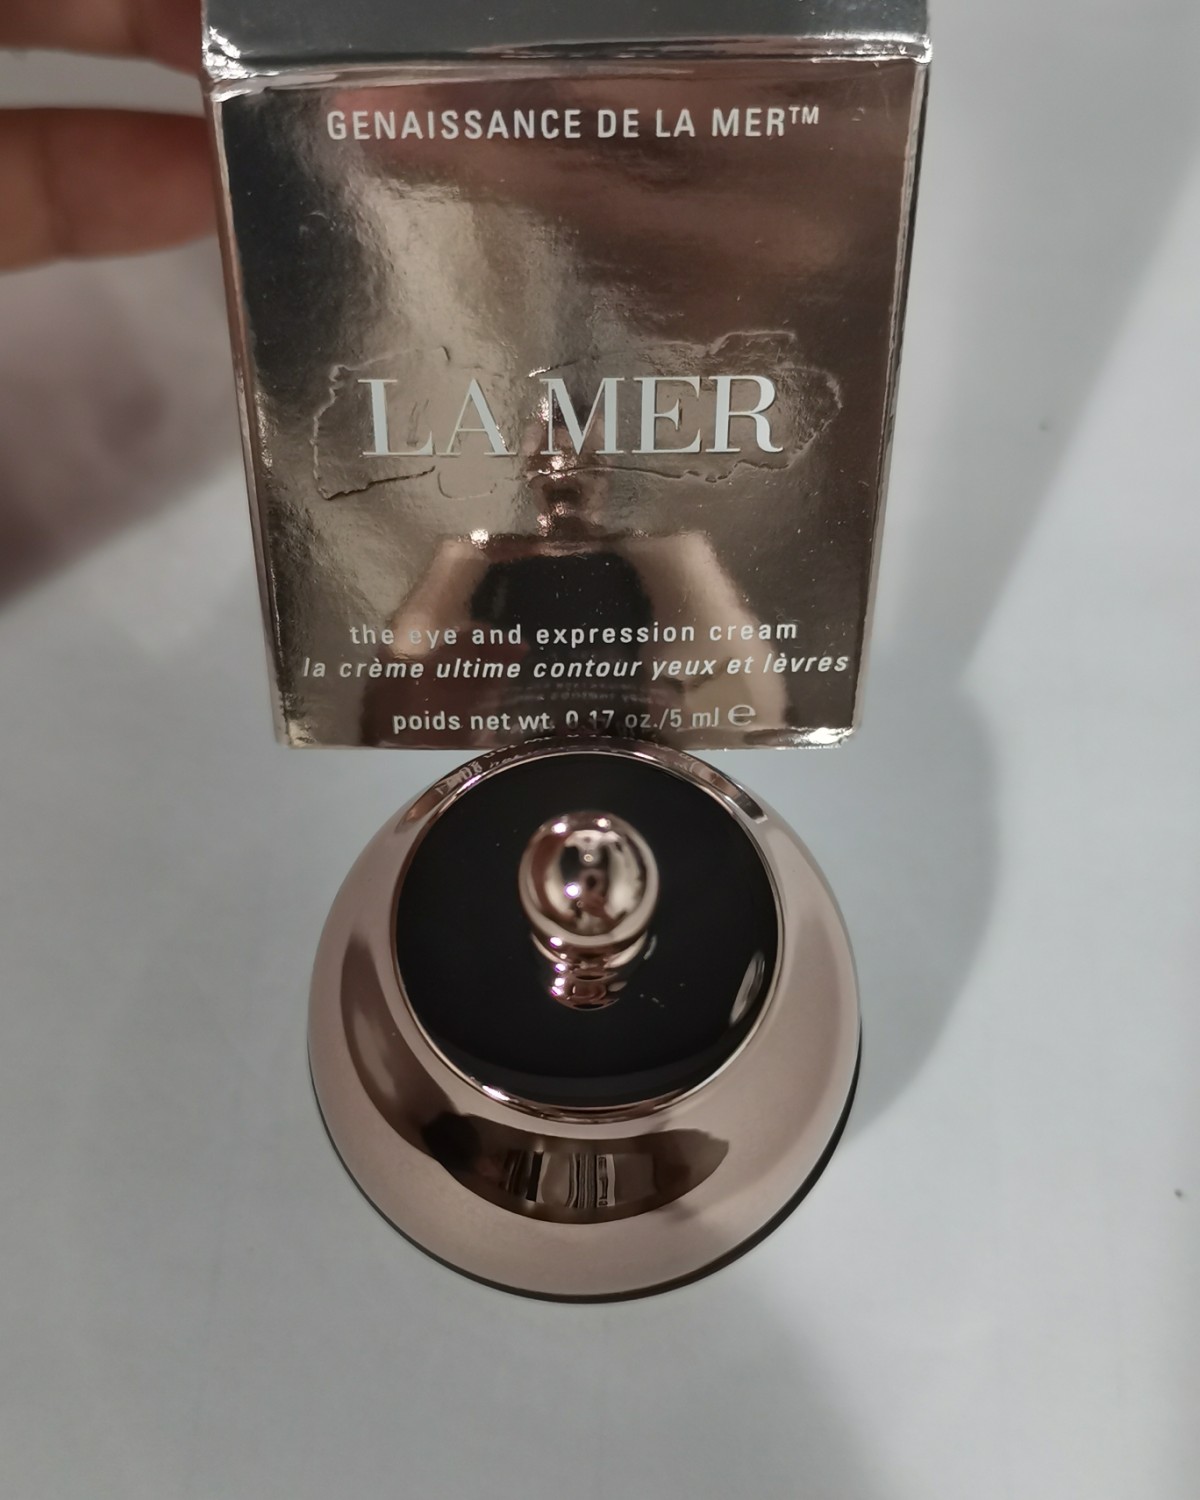 GENAISSANCE DE LA MER™
LA MER
the eye and expression cream
la crème ultime contour yeux et lèvres
poids net wt. 0.17 oz./5 ml ℮